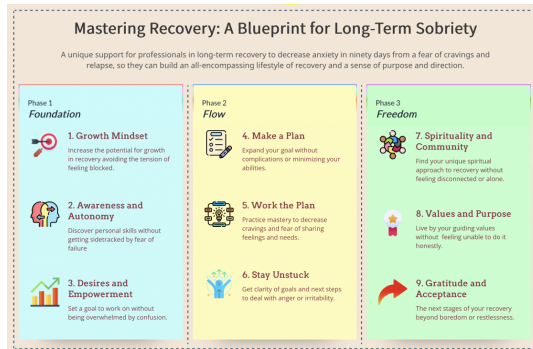 Mastering Recovery: A Blueprint for Long-Term Sobriety
A unique support for professionals in long-term recovery to decrease anxiety in ninety days from a fear of cravings and
relapse, so they can build an all-encompassing lifestyle of recovery and a sense of purpose and direction.
Phase 1
Foundation
1. Growth Mindset
Increase the potential for growth
in recovery avoiding the tension of
feeling blocked.
2. Awareness and
Autonomy
Discover personal skills without
getting sidetracked by fear of
failure
3. Desires and
Empowerment
Set a goal to work on without
being overwhelmed by confusion.
Phase 2
Flow
4. Make a Plan
Expand your goal without
complications or minimizing your
abilities.
5. Work the Plan
Practice mastery to decrease
cravings and fear of sharing
feelings and needs.
6. Stay Unstuck
Get clarity of goals and next steps
to deal with anger or irritability.
Phase 3
Freedom
7. Spirituality and
Community
Find your unique spiritual
approach to recovery without
feeling disconnected or alone.
8. Values and Purpose
Live by your guiding values
without feeling unable to do it
honestly.
9. Gratitude and
Acceptance
The next stages of your recovery
beyond boredom or restlessness.